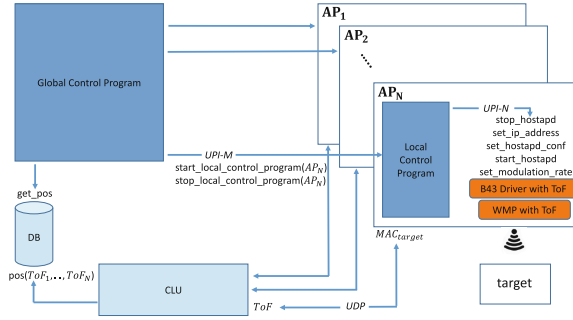 AP1
AP2
Global Control Program
APN
UPI-N
stop_hostapd
set_ip_address
set_hostapd_conf
start_hostapd
set_modulation_rate
Local
Control
Program
UPI-M
start_local_control_program(APN)
stop_local_control_program(APN)
B43 Driver with ToF
WMP with ToF
get_pos
DB
MACtarget
pos(ToF1,..,ToFN)
CLU
ToF
UDP
target